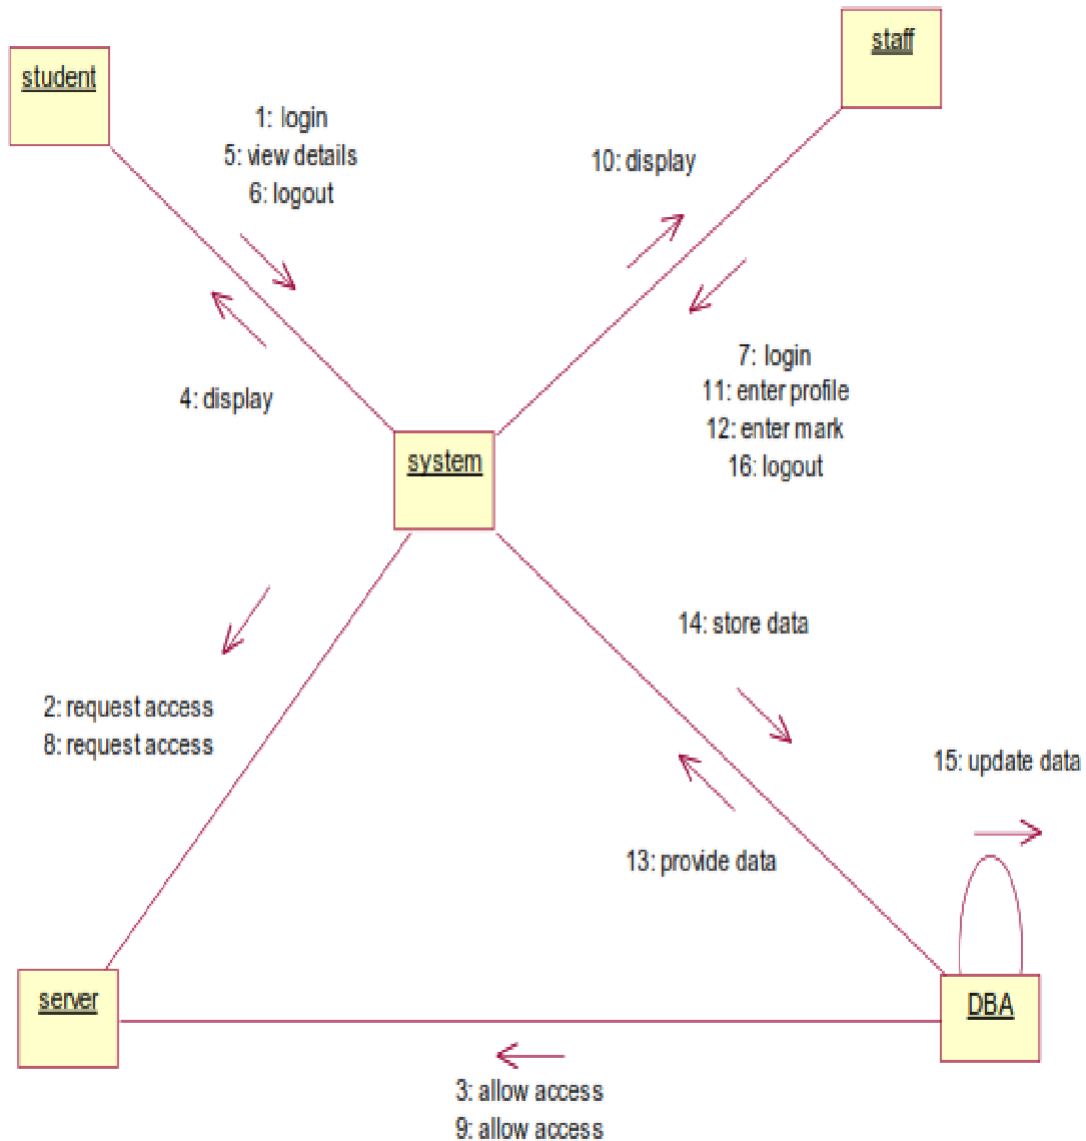 student
staff
1: login
5: view details
6: logout
10: display
4: display
7: login
11: enter profile
12: enter mark
16: logout
system
14: store data
2: request access
8: request access
15: update data
13: provide data
server
DBA
3: allow access
9: allow access